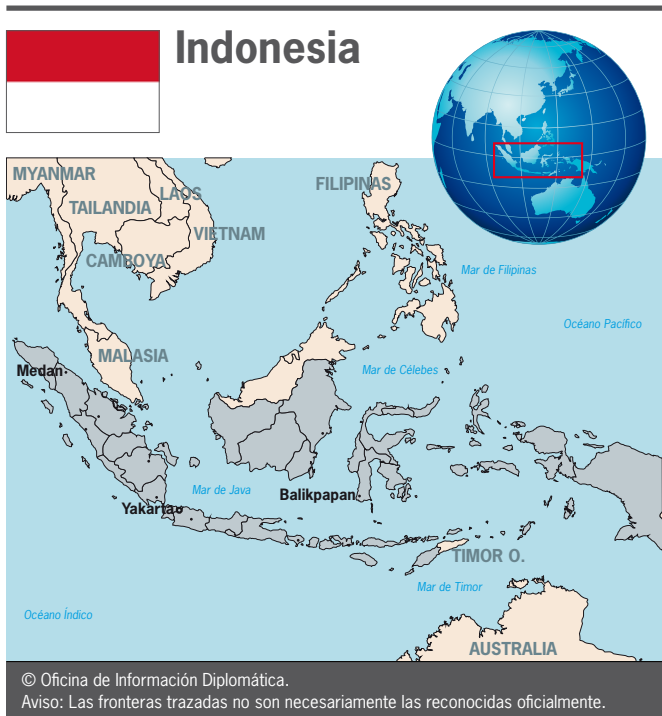 Indonesia
MYANMAR
LAOS
TAILANDIA
VIETNAM
CAMBOYA
FILIPINAS
Mar de Filipinas
Océano Pacífico
MALASIA
Medan
Mar de Célebes
Mar de Java
Balikpapan
Yakarta
TIMOR O.
Mar de Timor
Océano Índico
AUSTRALIA
© Oficina de Información Diplomática.
Aviso: Las fronteras trazadas no son necesariamente las reconocidas oficialmente.